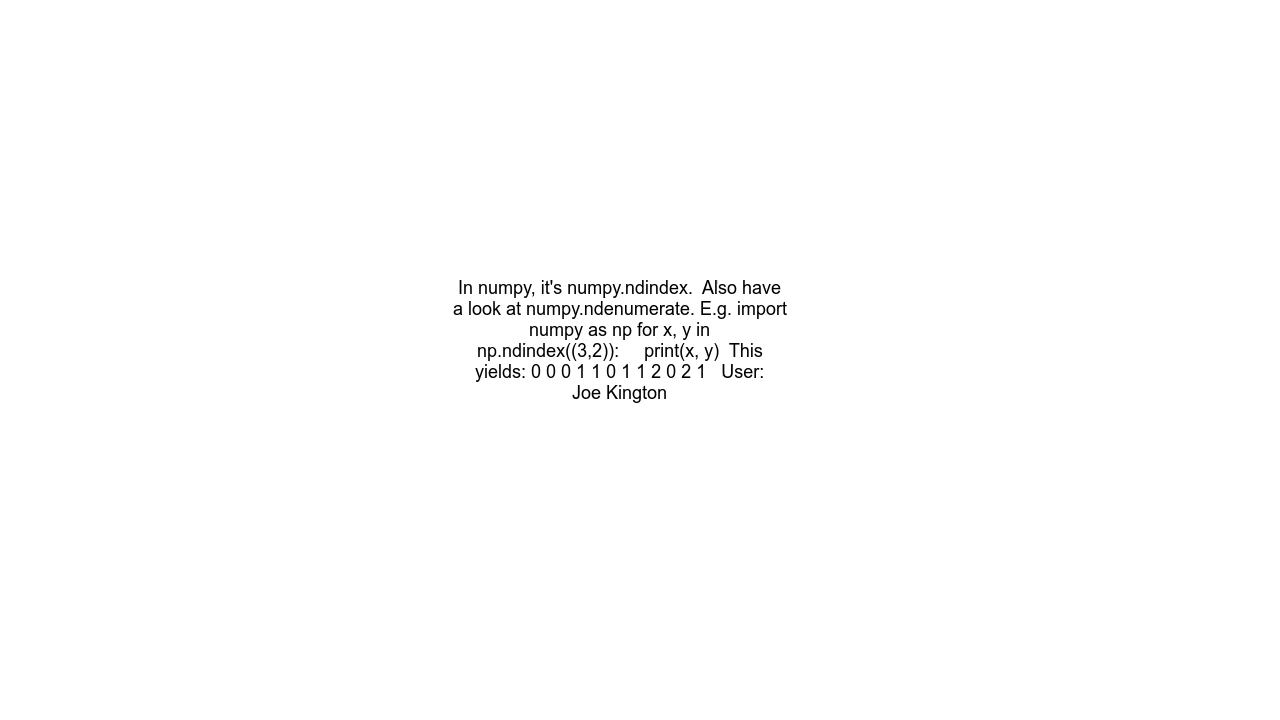 In numpy, it's numpy.ndindex.  Also have
a look at numpy.ndenumerate. E.g. import
numpy as np for x, y in
np.ndindex((3,2)):     print(x, y)  This
yields: 0 0 0 1 1 0 1 1 2 0 2 1   User:
Joe Kington